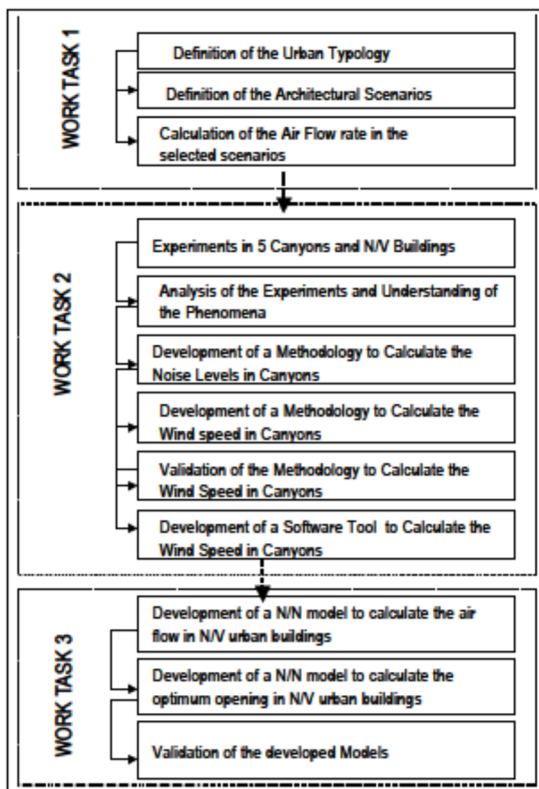 WORK TASK 1
Definition of the Urban Typology
Definition of the Architectural Scenarios
Calculation of the Air Flow rate in the
selected scenarios
WORK TASK 2
Experiments in 5 Canyons and N/V Buildings
Analysis of the Experiments and Understanding of
the Phenomena
Development of a Methodology to Calculate the
Noise Levels in Canyons
Development of a Methodology to Calculate the
Wind speed in Canyons
Validation of the Methodology to Calculate the
Wind Speed in Canyons
Development of a Software Tool to Calculate the
Wind Speed in Canyons
WORK TASK 3
Development of a N/N model to calculate the air
flow in N/V urban buildings
Development of a N/N model to calculate the
optimum opening in N/V urban buildings
Validation of the developed Models